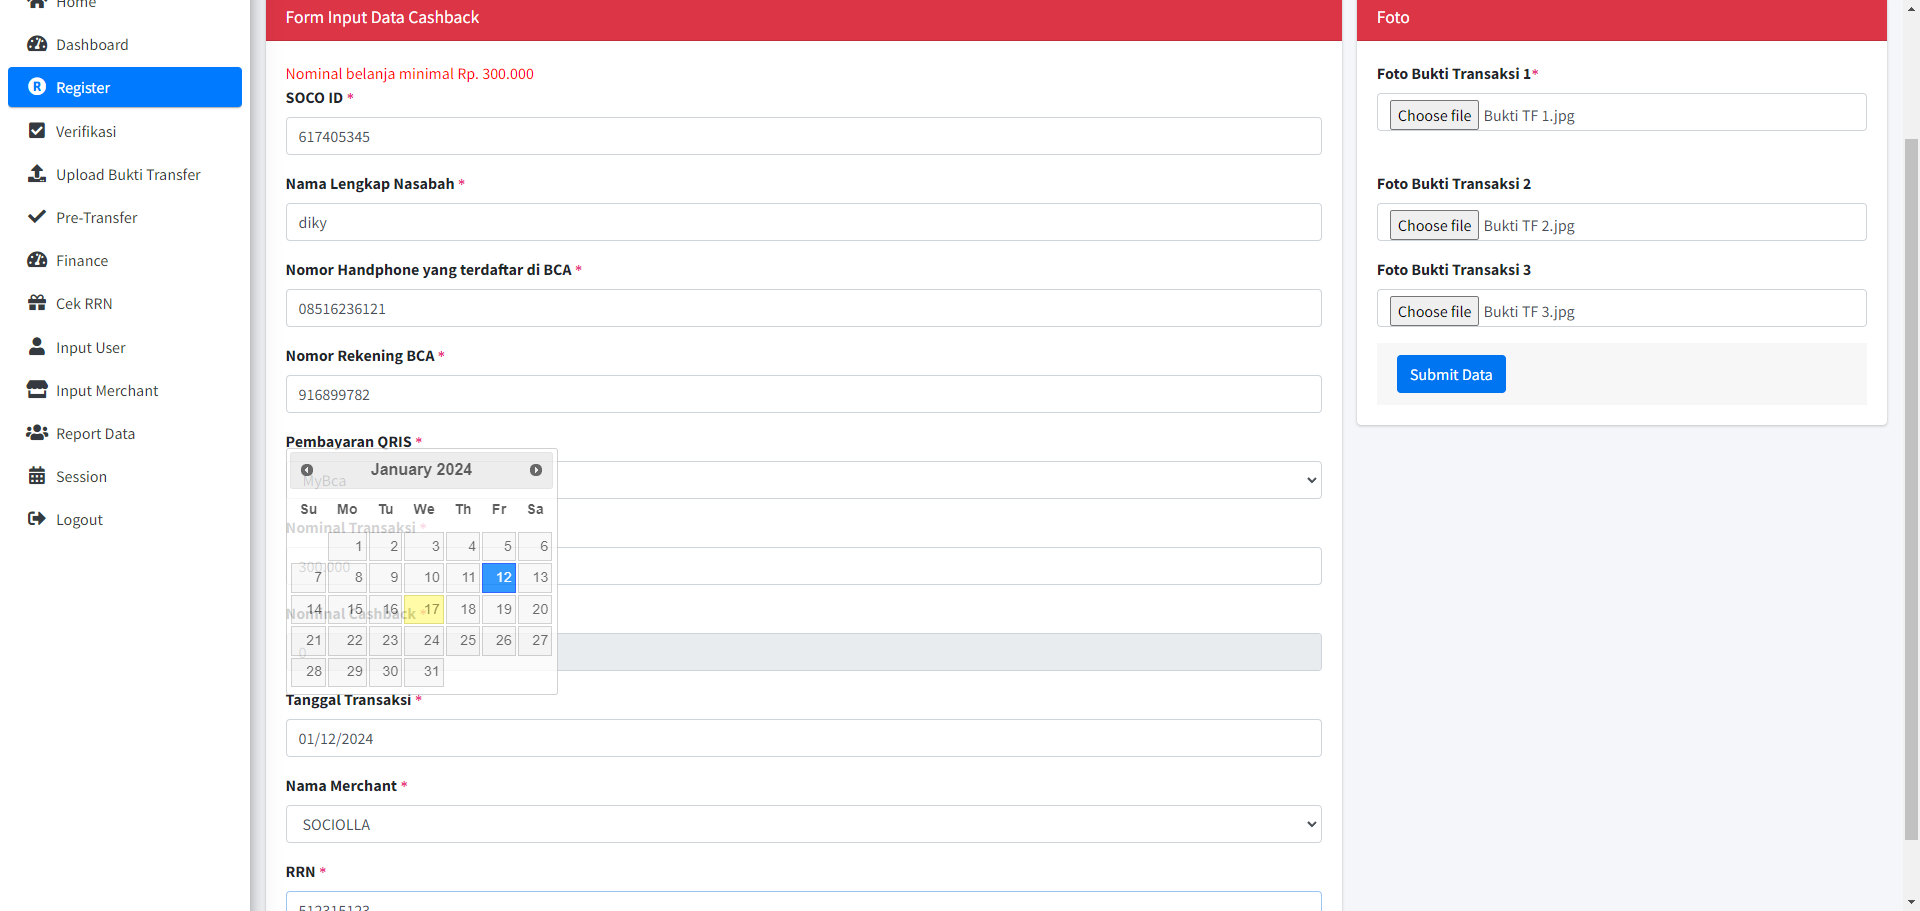 Home
Dashboard
Register
Verifikasi
Upload Bukti Transfer
Pre-Transfer
Finance
Cek RRN
Input User
Input Merchant
Report Data
Session
Logout
Form Input Data Cashback
Nominal belanja minimal Rp. 300.000
SOCO ID *
617405345
Nama Lengkap Nasabah *
diky
Nomor Handphone yang terdaftar di BCA *
08516236121
Nomor Rekening BCA *
916899782
Pembayaran QRIS *
MyBca
Nominal Transaksi *
300.000
Nominal Cashback *
0
January 2024
Su Mo Tu We Th Fr Sa
1 2 3 4 5 6
7 8 9 10 11 12 13
14 15 16 17 18 19 20
21 22 23 24 25 26 27
28 29 30 31
Tanggal Transaksi *
01/12/2024
Nama Merchant *
SOCIOLLA
RRN *
512315123
Foto
Foto Bukti Transaksi 1*
Choose file Bukti TF 1.jpg
Foto Bukti Transaksi 2
Choose file Bukti TF 2.jpg
Foto Bukti Transaksi 3
Choose file Bukti TF 3.jpg
Submit Data